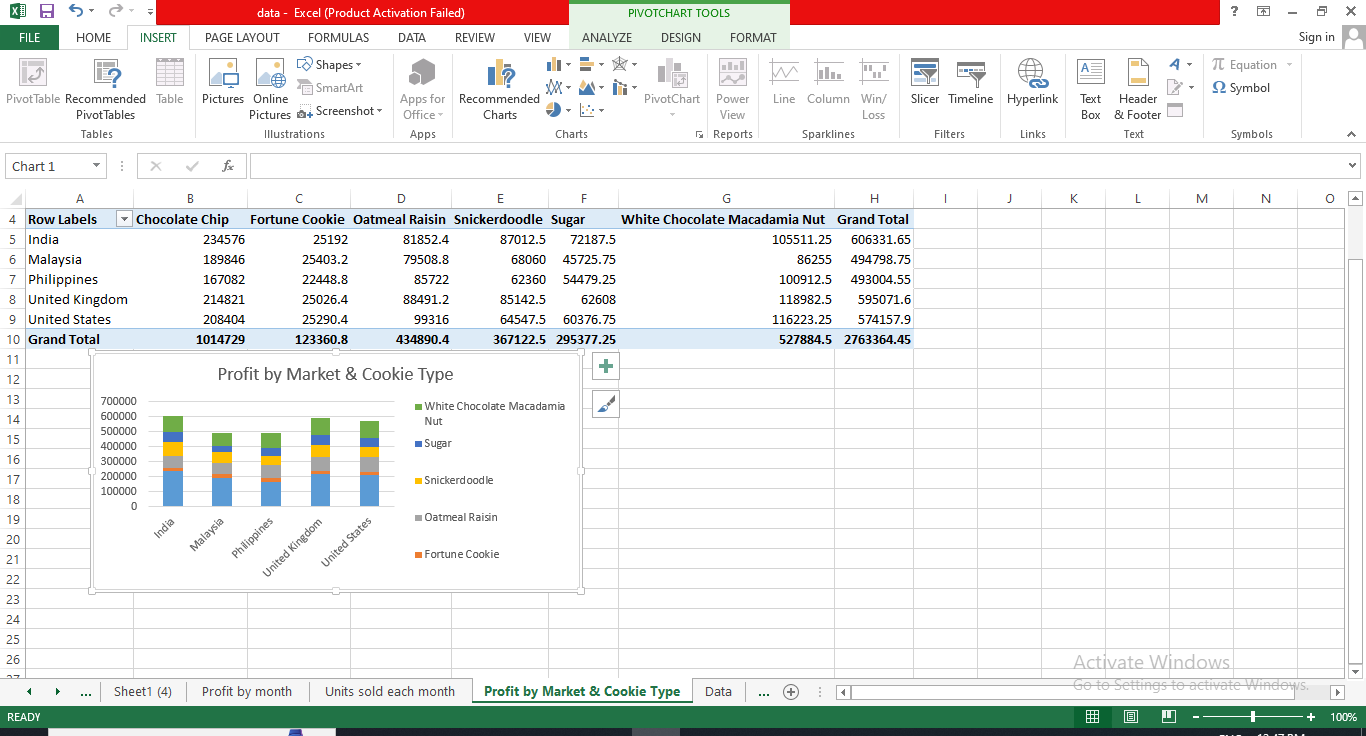 data - Excel (Product Activation Failed)
PIVOTCHART TOOLS
FILE HOME INSERT PAGE LAYOUT FORMULAS DATA REVIEW VIEW ANALYZE DESIGN FORMAT Sign in
PivotTable Recommended PivotTables Table
Tables
Pictures Online Pictures Shapes SmartArt Screenshot
Illustrations
Apps for Office
Apps
Recommended Charts PivotChart
Charts
Power View
Reports
Line Column Win/ Loss
Sparklines
Slicer Timeline
Filters
Hyperlink
Links
Text Box Header & Footer
Text
π Equation
Ω Symbol
Symbols
Chart 1
fx
A B C D E F G H I J K L M N O
4 Row Labels Chocolate Chip Fortune Cookie Oatmeal Raisin Snickerdoodle Sugar White Chocolate Macadamia Nut Grand Total
5 India 234576 25192 81852.4 87012.5 72187.5 105511.25 606331.65
6 Malaysia 189846 25403.2 79508.8 68060 45725.75 86255 494798.75
7 Philippines 167082 22448.8 85722 62360 54479.25 100912.5 493004.55
8 United Kingdom 214821 25026.4 88491.2 85142.5 62608 118982.5 595071.6
9 United States 208404 25290.4 99316 64547.5 60376.75 116223.25 574157.9
10 Grand Total 1014729 123360.8 434890.4 367122.5 295377.25 527884.5 2763364.45
11
12
13
14
15
16
17
18
19
20
21
22
23
24
25
26
Profit by Market & Cookie Type
700000
600000
500000
400000
300000
200000
100000
0
India Malaysia Philippines United Kingdom United States
White Chocolate Macadamia
Nut
Sugar
Snickerdoodle
Oatmeal Raisin
Fortune Cookie
Activate Windows
Go to Settings to activate Windows.
... Sheet1 (4) Profit by month Units sold each month Profit by Market & Cookie Type Data ...
READY
100%